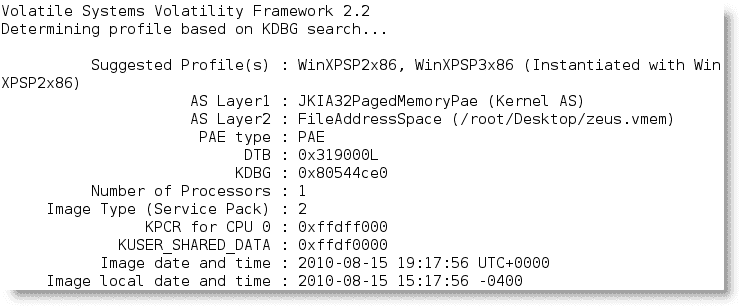 Volatile Systems Volatility Framework 2.2
Determining profile based on KDBG search...
Suggested Profile(s) : WinXPSP2x86, WinXPSP3x86 (Instantiated with Win
XPSP2x86)
AS Layer1 : JKIA32PagedMemoryPae (Kernel AS)
AS Layer2 : FileAddressSpace (/root/Desktop/zeus.vmem)
PAE type : PAE
DTB : 0x319000L
KDBG : 0x80544ce0
Number of Processors : 1
Image Type (Service Pack) : 2
KPCR for CPU 0 : 0xffdff000
KUSER_SHARED_DATA : 0xffdf0000
Image date and time : 2010-08-15 19:17:56 UTC+0000
Image local date and time : 2010-08-15 15:17:56 -0400